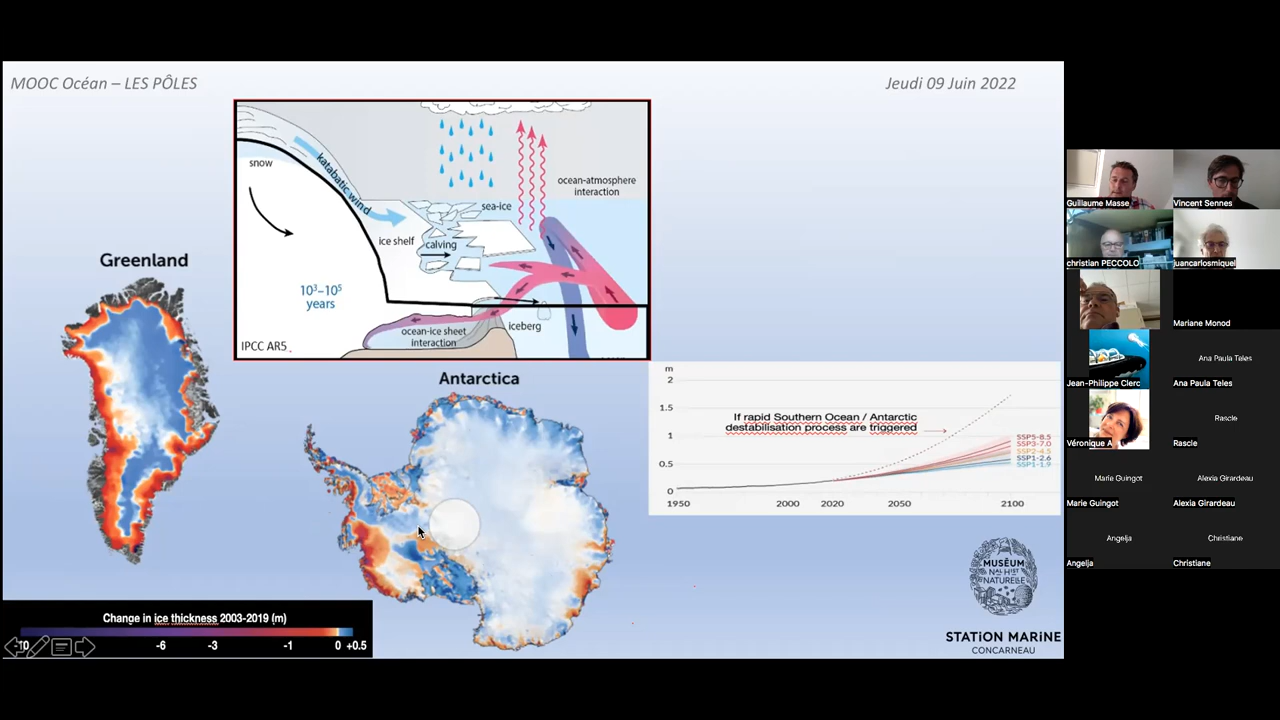 MOOC Océan – LES PÔLES
Jeudi 09 Juin 2022
snow
katabatic wind
ocean-atmosphere
interaction
sea-ice
ice shelf
calving
10³–10⁵
years
ocean-ice sheet
interaction
iceberg
IPCC AR5
Greenland
Antarctica
m
2
1.5
1
0.5
0
If rapid Southern Ocean / Antarctic
destabilisation process are triggered
SSP5-8.5
SSP3-7.0
SSP2-4.5
SSP1-2.6
SSP1-1.9
1950
2000
2020
2050
2100
Change in ice thickness 2003-2019 (m)
-10
-6
-3
-1
0
+0.5
MUSÉUM
NAT HIST
NATURELLE
STATION MARINE
CONCARNEAU
Guillaume Masse
Vincent Sennes
christian PECCOLO
juancarlosmiquel
Mariane Monod
Ana Paula Teles
Jean-Philippe Clerc
Ana Paula Teles
Rascle
Véronique A
Rascle
Marie Guingot
Alexia Girardeau
Marie Guingot
Alexia Girardeau
Angelja
Christiane
Angelja
Christiane